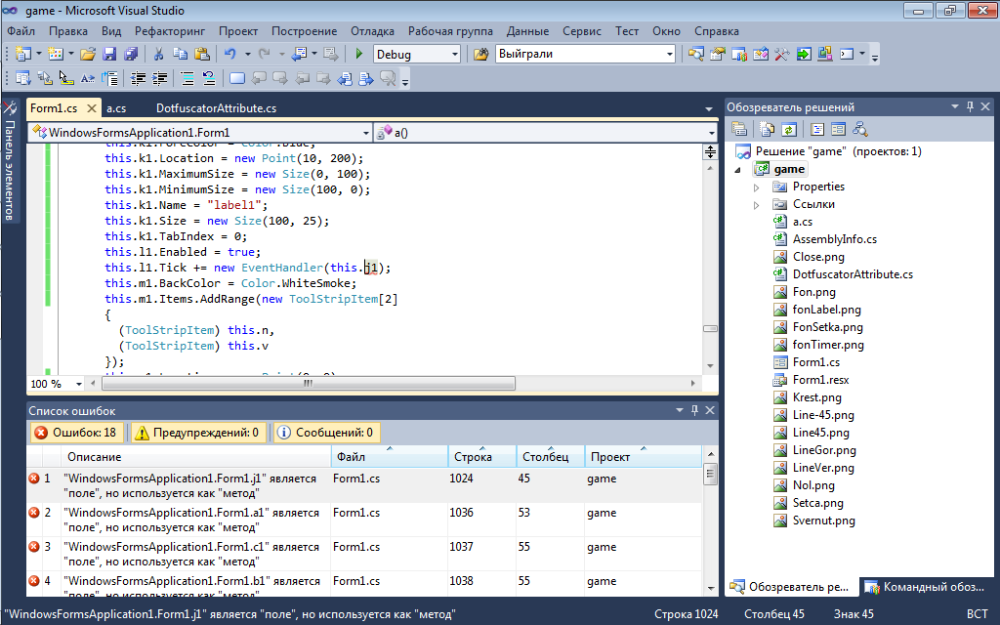 game - Microsoft Visual Studio
Файл Правка Вид Рефакторинг Проект Построение Отладка Рабочая группа Данные Сервис Тест Окно Справка
Debug Выйграли
Панель элементов
Form1.cs a.cs DotfuscatorAttribute.cs
WindowsFormsApplication1.Form1 a()
this.k1.ForeColor = Color.Blue;
this.k1.Location = new Point(10, 200);
this.k1.MaximumSize = new Size(0, 100);
this.k1.MinimumSize = new Size(100, 0);
this.k1.Name = "label1";
this.k1.Size = new Size(100, 25);
this.k1.TabIndex = 0;
this.l1.Enabled = true;
this.l1.Tick += new EventHandler(this.j1);
this.m1.BackColor = Color.WhiteSmoke;
this.m1.Items.AddRange(new ToolStripItem[2]
{
(ToolStripItem) this.n,
(ToolStripItem) this.v
});
100 %
Список ошибок
Ошибок: 18 Предупреждений: 0 Сообщений: 0
Описание Файл Строка Столбец Проект
1 "WindowsFormsApplication1.Form1.j1" является Form1.cs 1024 45 game
"поле", но используется как "метод"
2 "WindowsFormsApplication1.Form1.a1" является Form1.cs 1036 53 game
"поле", но используется как "метод"
3 "WindowsFormsApplication1.Form1.c1" является Form1.cs 1037 55 game
"поле", но используется как "метод"
4 "WindowsFormsApplication1.Form1.b1" является Form1.cs 1038 55 game
"поле", но используется как "метод"
Обозреватель решений
Решение "game" (проектов: 1)
game
Properties
Ссылки
a.cs
AssemblyInfo.cs
Close.png
DotfuscatorAttribute.cs
Fon.png
fonLabel.png
FonSetka.png
fonTimer.png
Form1.cs
Form1.resx
Krest.png
Line-45.png
Line45.png
LineGor.png
LineVer.png
Nol.png
Setca.png
Svernut.png
Обозреватель ре... Командный обоз...
"WindowsFormsApplication1.Form1.j1" является "поле", но используется как "метод" Строка 1024 Столбец 45 Знак 45 ВСТ